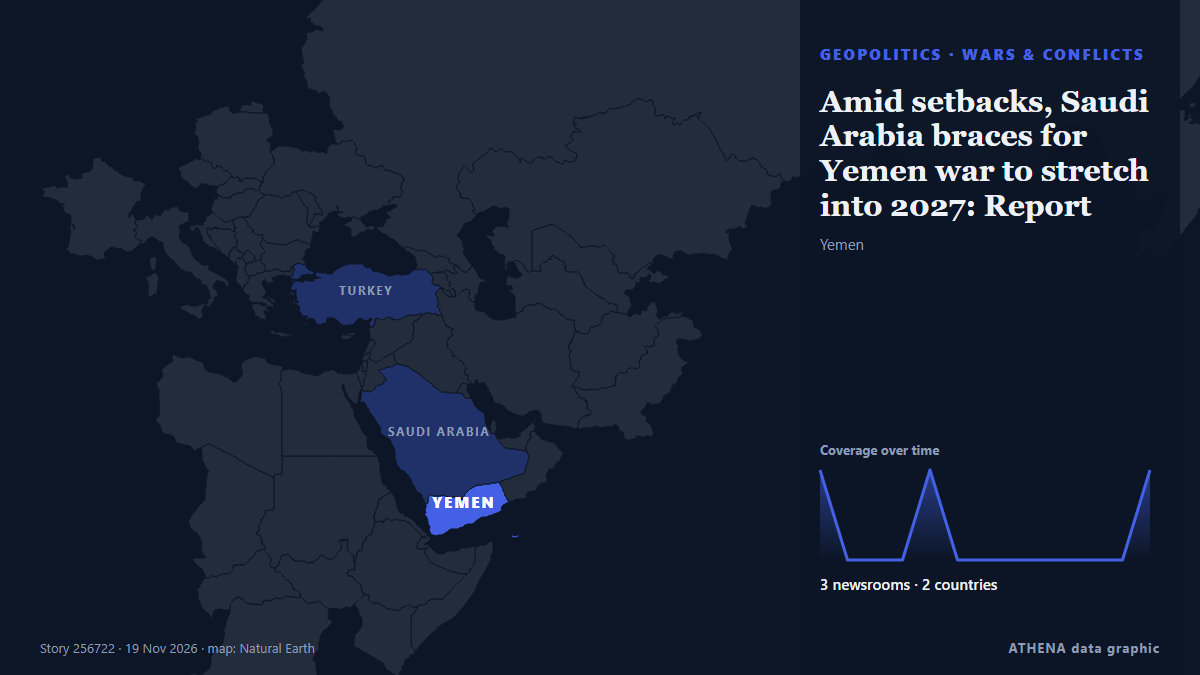 GEOPOLITICS · WARS & CONFLICTS
Amid setbacks, Saudi
Arabia braces for
Yemen war to stretch
into 2027: Report
Yemen
TURKEY
SAUDI ARABIA
YEMEN
Coverage over time
3 newsrooms · 2 countries
Story 256722 · 19 Nov 2026 · map: Natural Earth
ATHENA data graphic